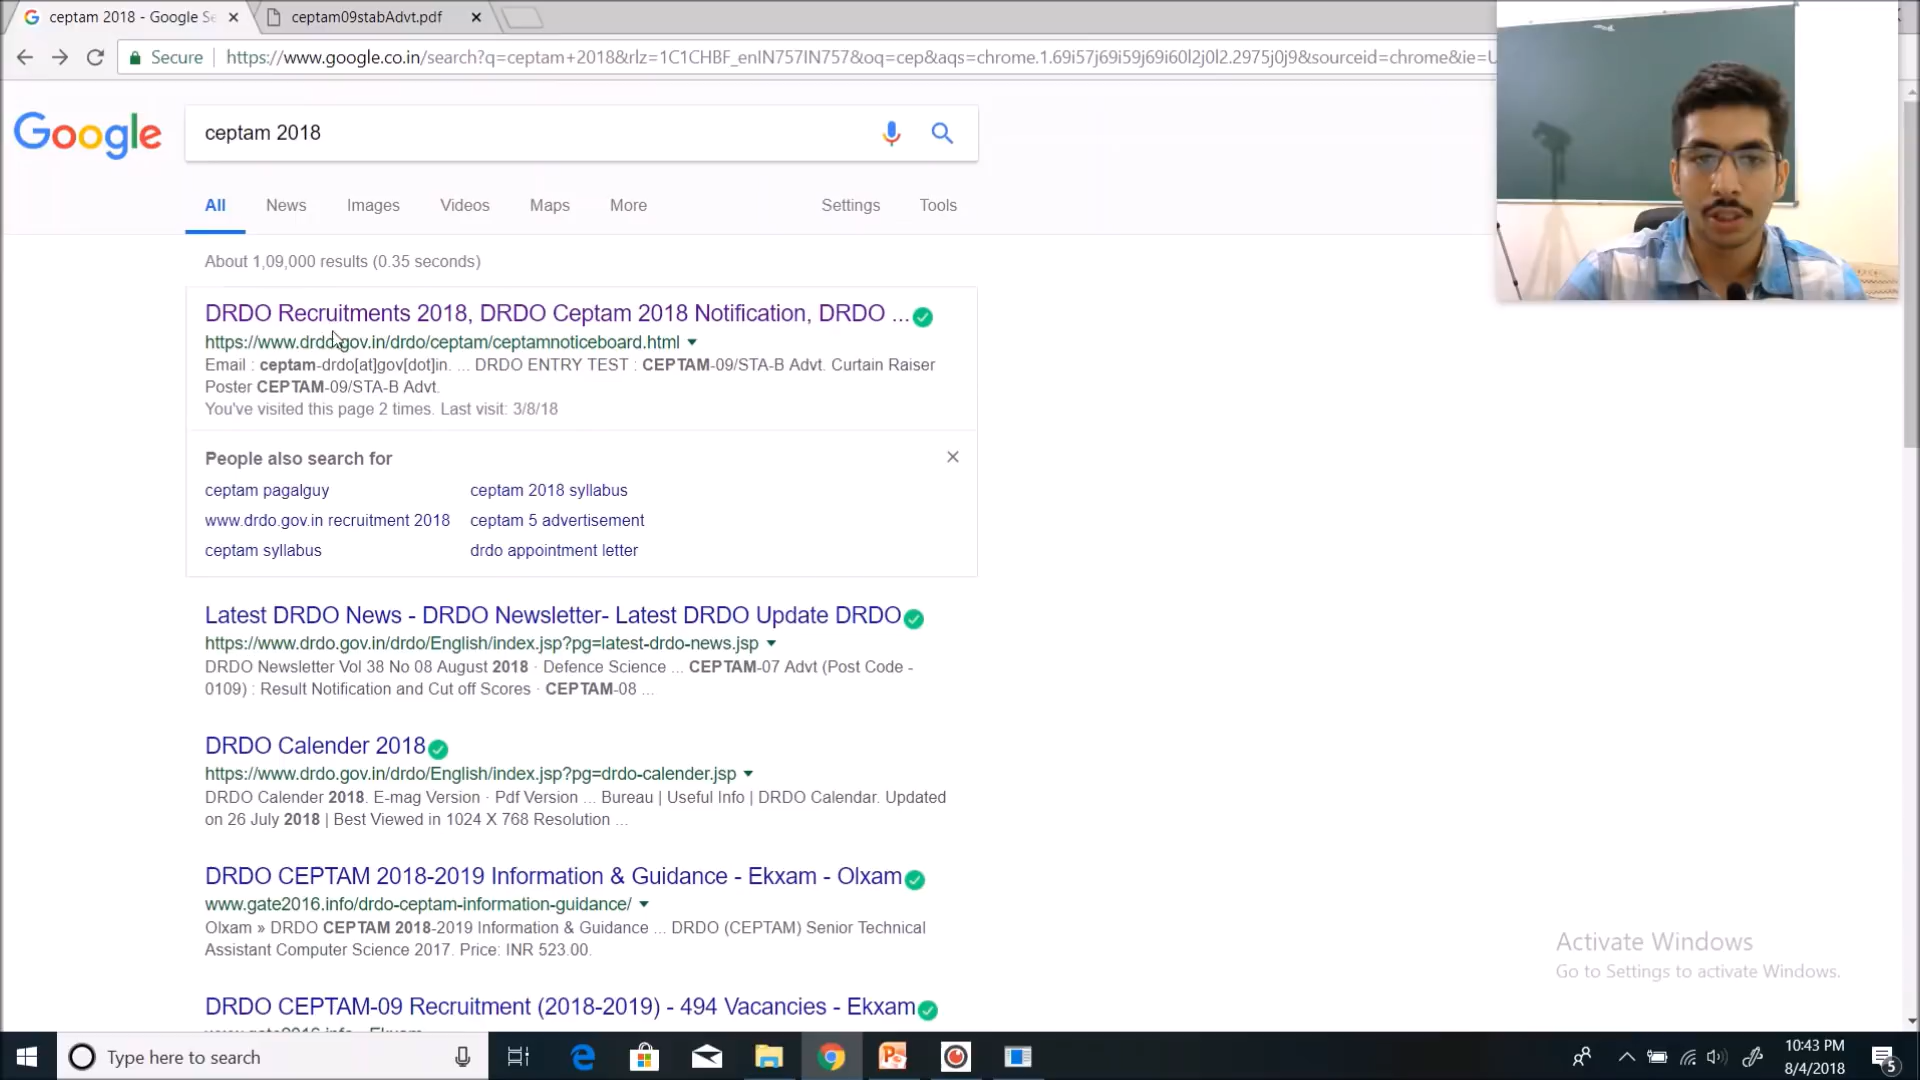 ceptam 2018 - Google Se
ceptam09stabAdvt.pdf
Secure https://www.google.co.in/search?q=ceptam+2018&rlz=1C1CHBF_enIN757IN757&oq=cep&aqs=chrome.1.69i57j69i59j69i60l2j0l2.2975j0j9&sourceid=chrome&ie=U
Google
ceptam 2018
All News Images Videos Maps More Settings Tools
About 1,09,000 results (0.35 seconds)
DRDO Recruitments 2018, DRDO Ceptam 2018 Notification, DRDO ...
https://www.drdo.gov.in/drdo/ceptam/ceptamnoticeboard.html
Email : ceptam-drdo[at]gov[dot]in. ... DRDO ENTRY TEST : CEPTAM-09/STA-B Advt. Curtain Raiser
Poster CEPTAM-09/STA-B Advt.
You've visited this page 2 times. Last visit: 3/8/18
People also search for
ceptam pagalguy ceptam 2018 syllabus
www.drdo.gov.in recruitment 2018 ceptam 5 advertisement
ceptam syllabus drdo appointment letter
Latest DRDO News - DRDO Newsletter- Latest DRDO Update DRDO
https://www.drdo.gov.in/drdo/English/index.jsp?pg=latest-drdo-news.jsp
DRDO Newsletter Vol 38 No 08 August 2018 · Defence Science ... CEPTAM-07 Advt (Post Code -
0109) : Result Notification and Cut off Scores · CEPTAM-08 ...
DRDO Calender 2018
https://www.drdo.gov.in/drdo/English/index.jsp?pg=drdo-calender.jsp
DRDO Calender 2018. E-mag Version · Pdf Version ... Bureau | Useful Info | DRDO Calendar. Updated
on 26 July 2018 | Best Viewed in 1024 X 768 Resolution ...
DRDO CEPTAM 2018-2019 Information & Guidance - Ekxam - Olxam
www.gate2016.info/drdo-ceptam-information-guidance/
Olxam » DRDO CEPTAM 2018-2019 Information & Guidance ... DRDO (CEPTAM) Senior Technical
Assistant Computer Science 2017. Price: INR 523.00.
DRDO CEPTAM-09 Recruitment (2018-2019) - 494 Vacancies - Ekxam
Activate Windows
Go to Settings to activate Windows.
Type here to search
10:43 PM
8/4/2018
5